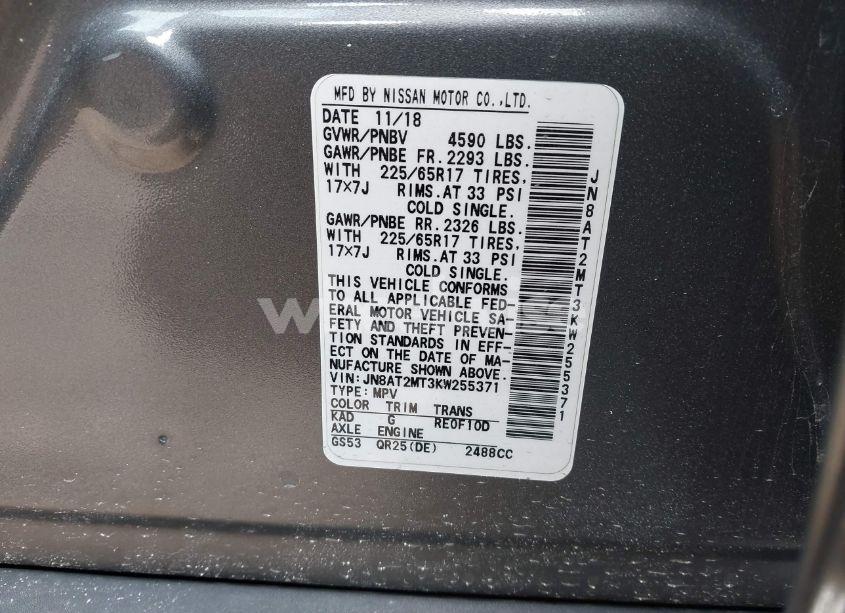 MFD BY NISSAN MOTOR CO.,LTD.
DATE 11/18
GVWR/PNBV 4590 LBS.
GAWR/PNBE FR. 2293 LBS.
WITH 225/65R17 TIRES,
17×7J RIMS. AT 33 PSI
COLD SINGLE.
GAWR/PNBE RR. 2326 LBS.
WITH 225/65R17 TIRES,
17×7J RIMS. AT 33 PSI
COLD SINGLE.
THIS VEHICLE CONFORMS
TO ALL APPLICABLE FED-
ERAL MOTOR VEHICLE SA-
FETY AND THEFT PREVEN-
TION STANDARDS IN EFF-
ECT ON THE DATE OF MA-
NUFACTURE SHOWN ABOVE.
VIN: JN8AT2MT3KW255371
TYPE: MPV
COLOR TRIM TRANS
KAD G RE0F10D
AXLE ENGINE
GS53 QR25(DE) 2488CC
JN8AT2MT3KW255371